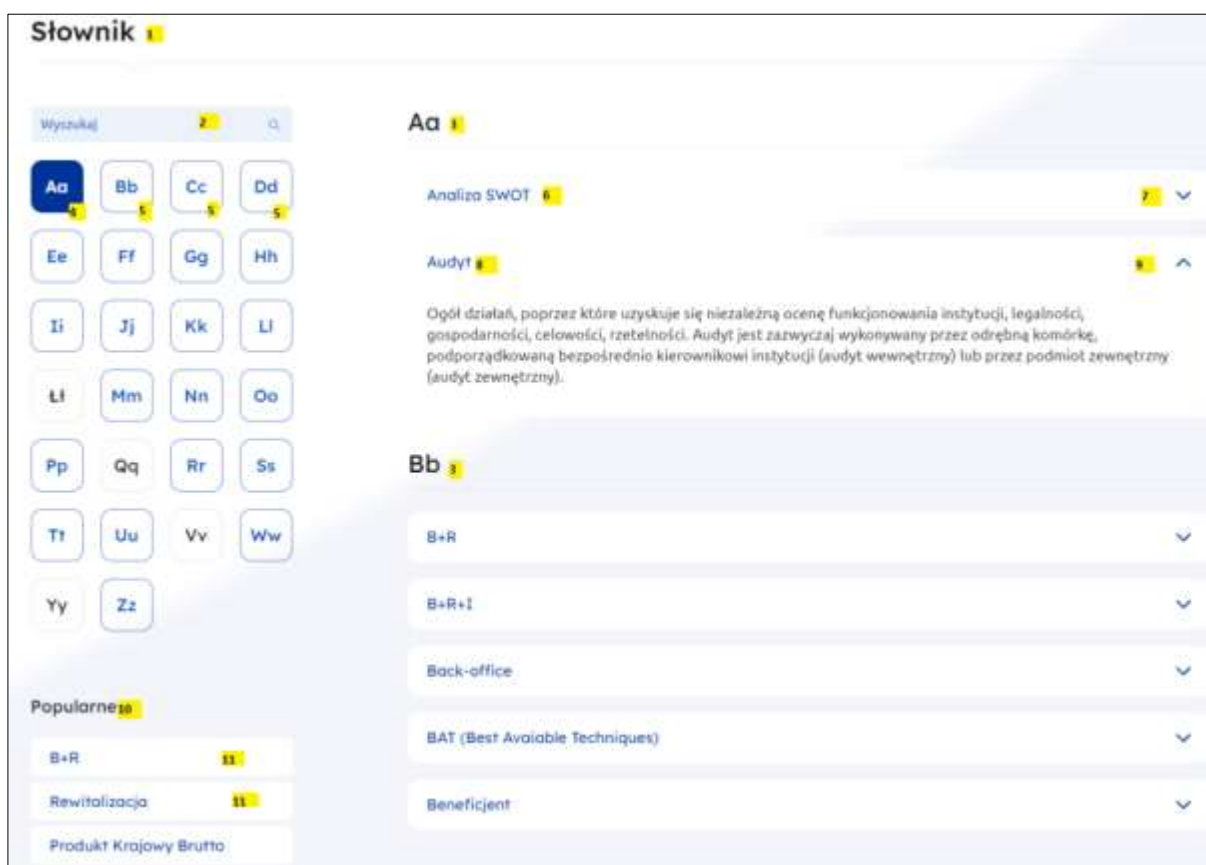 Słownik 1
Wyszukaj 2
Aa 4 Bb 5 Cc 5 Dd 5
Ee Ff Gg Hh
Ii Jj Kk Ll
Łł Mm Nn Oo
Pp Qq Rr Ss
Tt Uu Vv Ww
Yy Zz
Popularne 10
B+R 11
Rewitalizacja 11
Produkt Krajowy Brutto
Aa 3
Analiza SWOT 6 7
Audyt 8 9
Ogół działań, poprzez które uzyskuje się niezależną ocenę funkcjonowania instytucji, legalności,
gospodarności, celowości, rzetelności. Audyt jest zazwyczaj wykonywany przez odrębną komórkę,
podporządkowaną bezpośrednio kierownikowi instytucji (audyt wewnętrzny) lub przez podmiot zewnętrzny
(audyt zewnętrzny).
Bb 3
B+R
B+R+I
Back-office
BAT (Best Avaiable Techniques)
Beneficjent